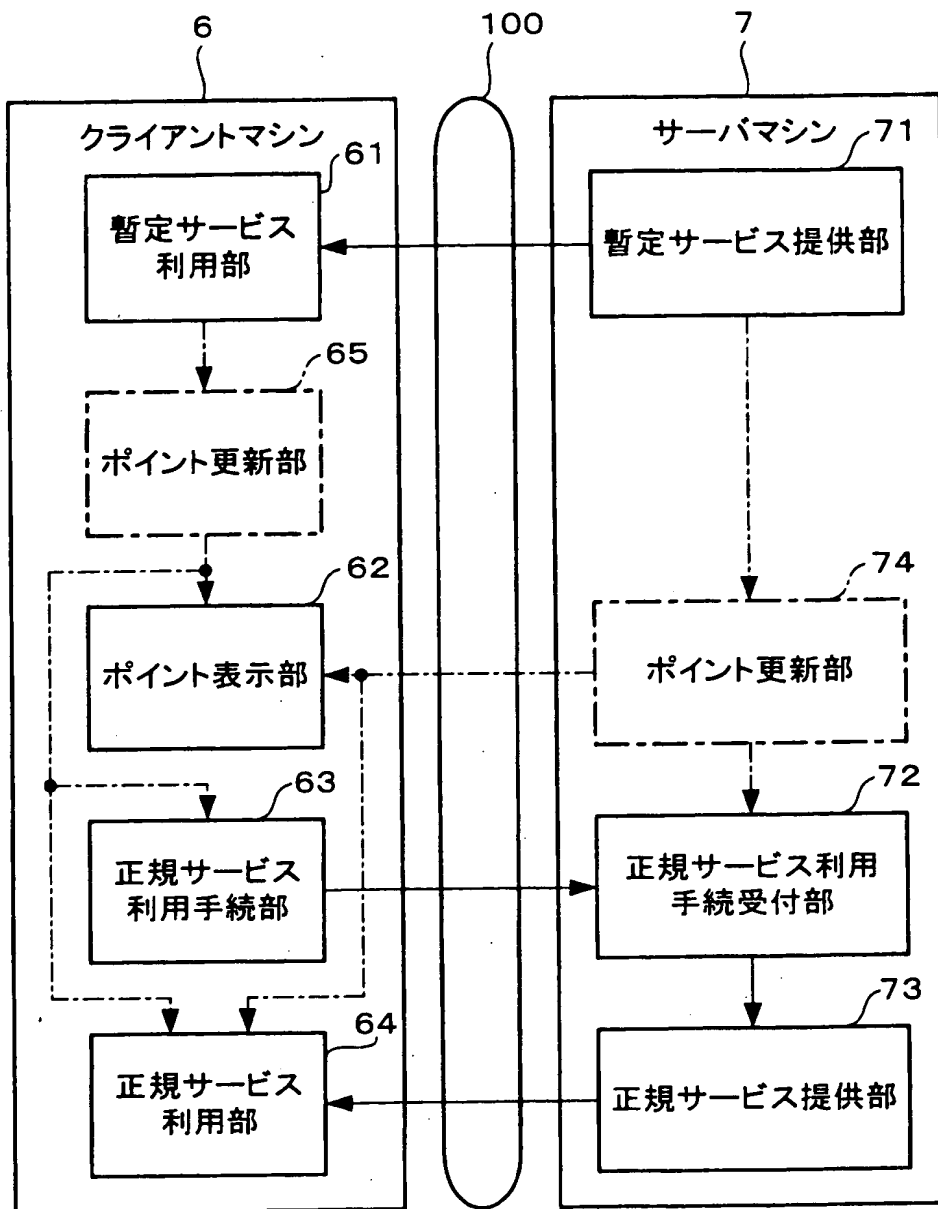 6
100
7
クライアントマシン
サーバマシン
61
71
暫定サービス
利用部
暫定サービス提供部
65
ポイント更新部
62
74
ポイント表示部
ポイント更新部
63
72
正規サービス
利用手続部
正規サービス利用
手続受付部
64
73
正規サービス
利用部
正規サービス提供部